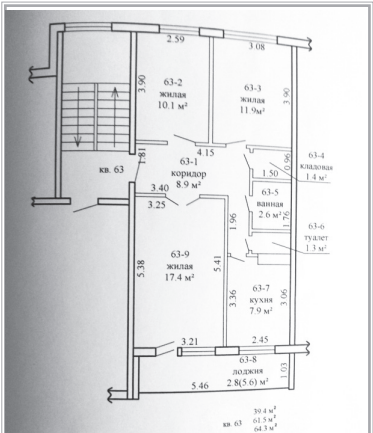 2.59
3.08
3.90
63-2
жилая
10.1 м²
63-3
жилая
11.9м²
3.90
1.81
4.15
63-1
коридор
8.9 м²
кв. 63
0.96
63-4
кладовая
1.4 м²
1.50
63-5
ванная
2.6 м²
1.76
3.40
3.25
1.96
63-6
туалет
1.3 м²
5.38
63-9
жилая
17.4 м²
5.41
3.36
63-7
кухня
7.9 м²
3.06
3.21
2.45
63-8
лоджия
2.8(5.6) м²
1.03
5.46
39.4 м²
кв. 63 61.5 м²
64.3 м²